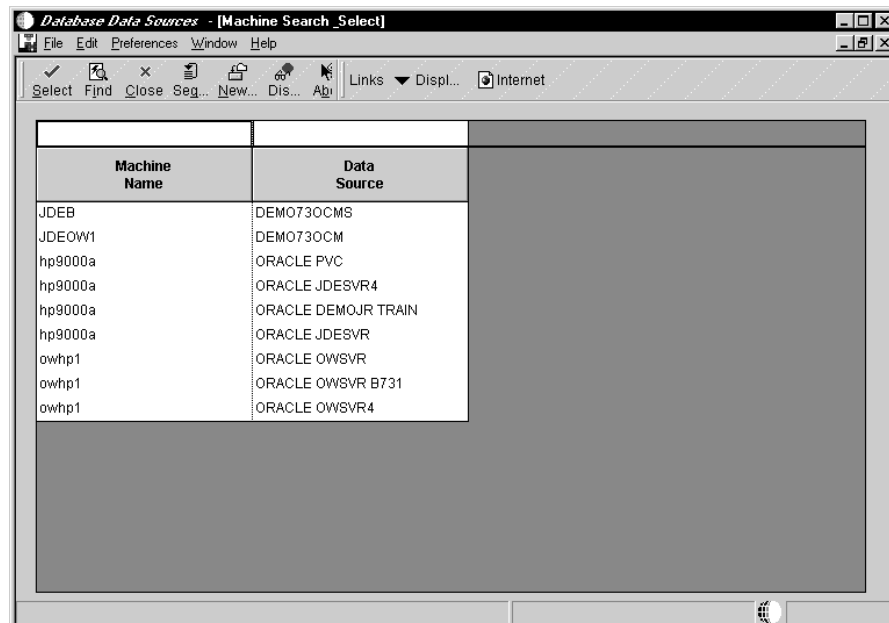 Database Data Sources - [Machine Search _Select]
File Edit Preferences Window Help
Select Find Close Seq... New... Dis... Abi Links Displ... Internet
Machine Name Data Source
JDEB DEMO73OCMS
JDEOW1 DEMO73OCM
hp9000a ORACLE PVC
hp9000a ORACLE JDESVR4
hp9000a ORACLE DEMOJR TRAIN
hp9000a ORACLE JDESVR
owhp1 ORACLE OWSVR
owhp1 ORACLE OWSVR B731
owhp1 ORACLE OWSVR4